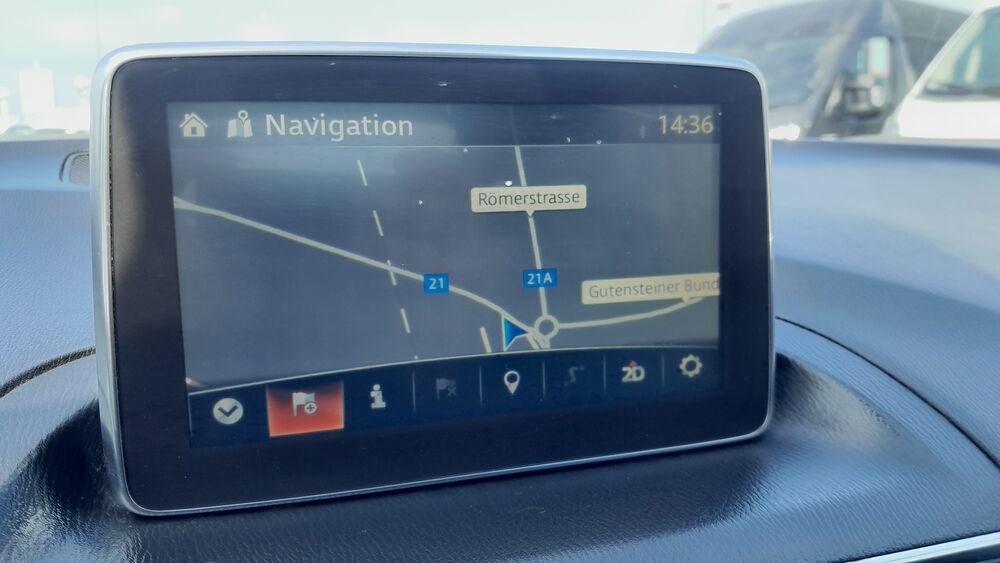 Navigation
14:36
Römerstrasse
21
21A
Gutensteiner Bund
2D